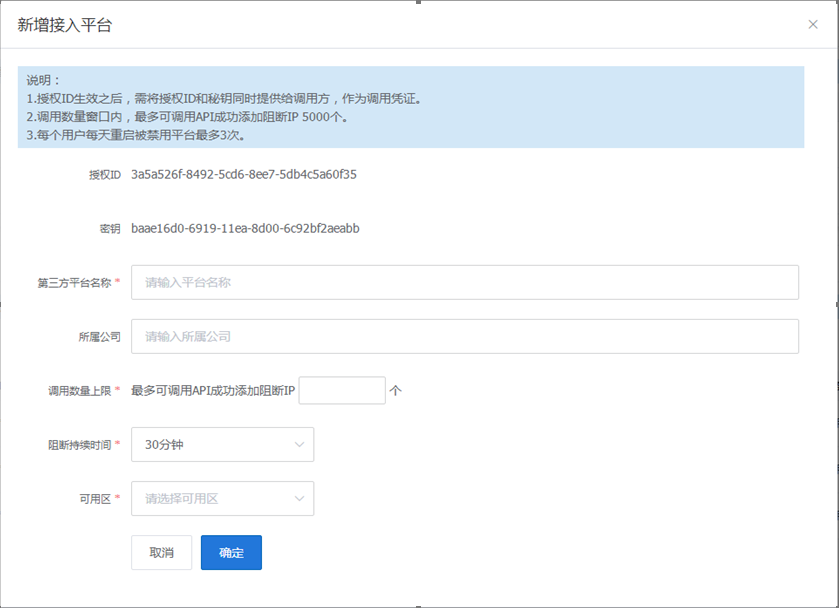 新增接入平台
说明：
1.授权ID生效之后，需将授权ID和秘钥同时提供给调用方，作为调用凭证。
2.调用数量窗口内，最多可调用API成功添加阻断IP 5000个。
3.每个用户每天重启被禁用平台最多3次。
授权ID 3a5a526f-8492-5cd6-8ee7-5db4c5a60f35
密钥 baae16d0-6919-11ea-8d00-6c92bf2aeabb
第三方平台名称 * 请输入平台名称
所属公司 请输入所属公司
调用数量上限 * 最多可调用API成功添加阻断IP 个
阻断持续时间 * 30分钟
可用区 * 请选择可用区
取消 确定